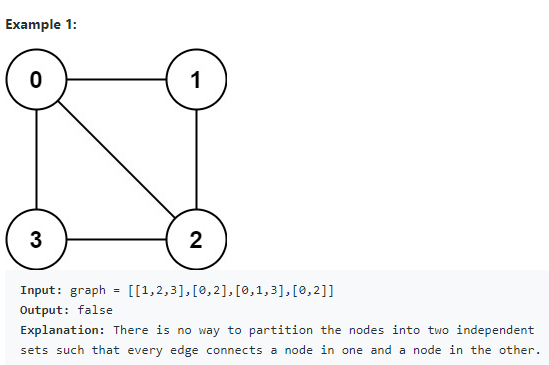 Example 1:
0
1
3
2
Input: graph = [[1,2,3],[0,2],[0,1,3],[0,2]]
Output: false
Explanation: There is no way to partition the nodes into two independent
sets such that every edge connects a node in one and a node in the other.